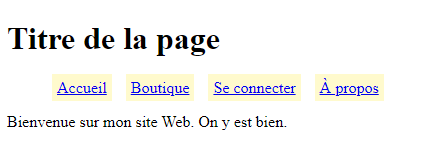 Titre de la page
Accueil Boutique Se connecter À propos
Bienvenue sur mon site Web. On y est bien.